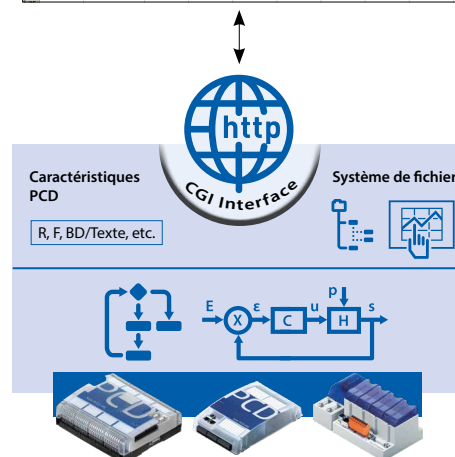 http
CGI Interface
Caractéristiques
PCD
Système de fichier
R, F, BD/Texte, etc.
E
X
ε
C
u
p
H
s
PCD
PCD